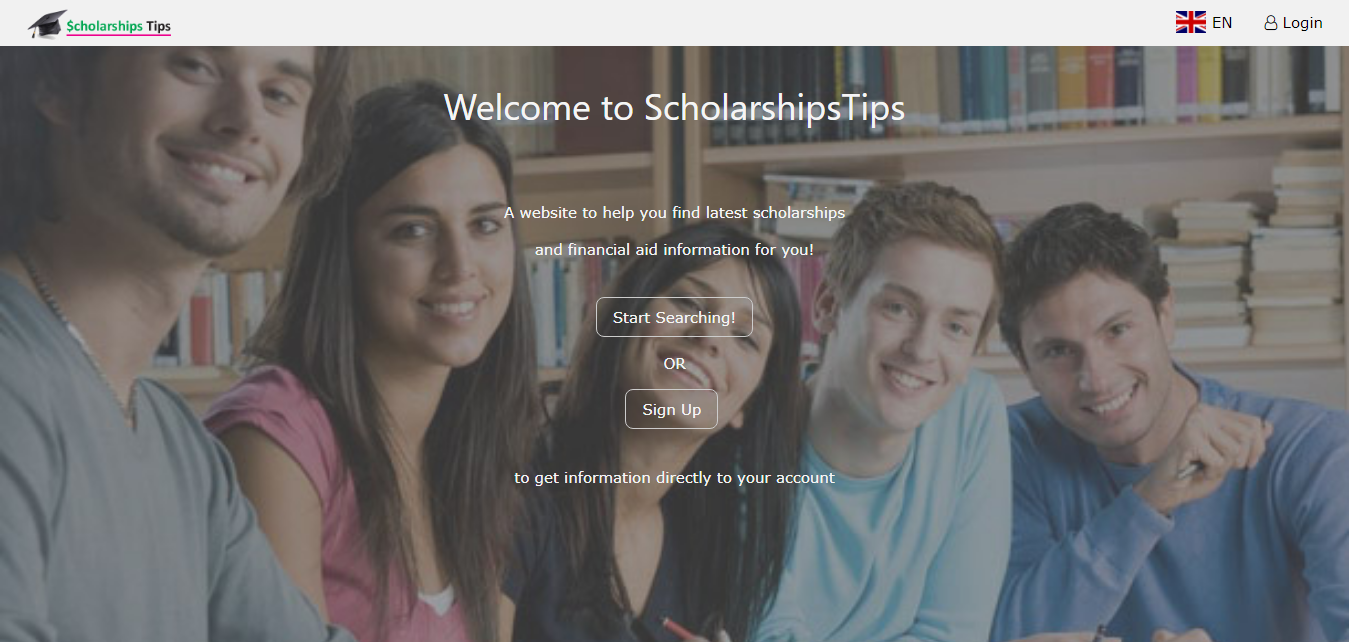 $cholarships Tips
EN
Login
Welcome to ScholarshipsTips
A website to help you find latest scholarships
and financial aid information for you!
Start Searching!
OR
Sign Up
to get information directly to your account